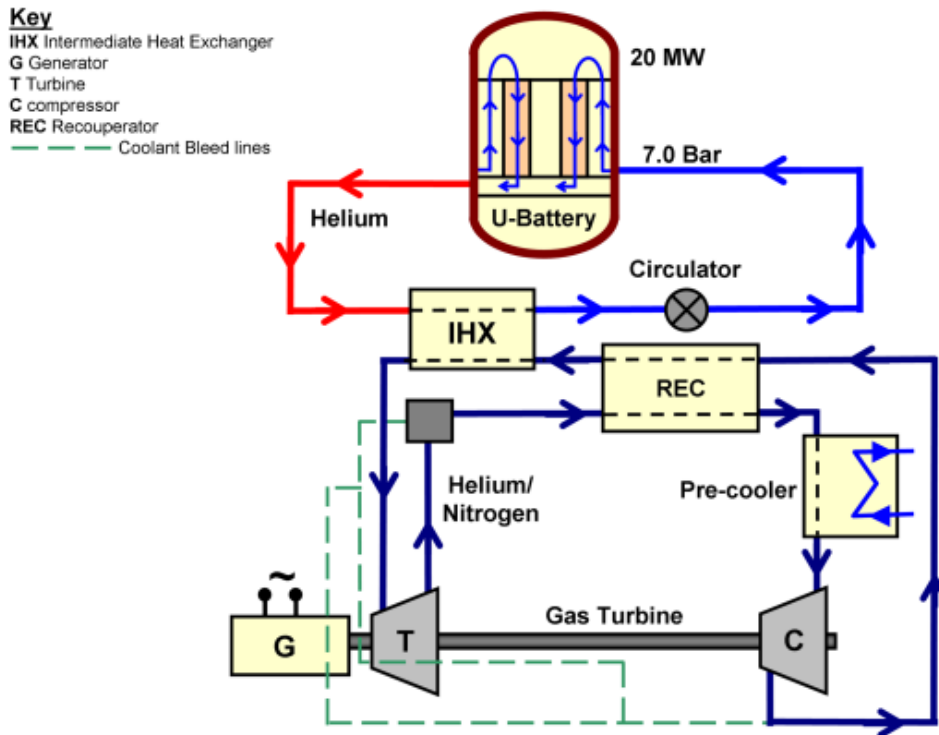 Key
IHX Intermediate Heat Exchanger
G Generator
T Turbine
C compressor
REC Recouperator
Coolant Bleed lines
20 MW
7.0 Bar
Helium
U-Battery
Circulator
IHX
REC
Helium/
Nitrogen
Pre-cooler
~
Gas Turbine
G
T
C